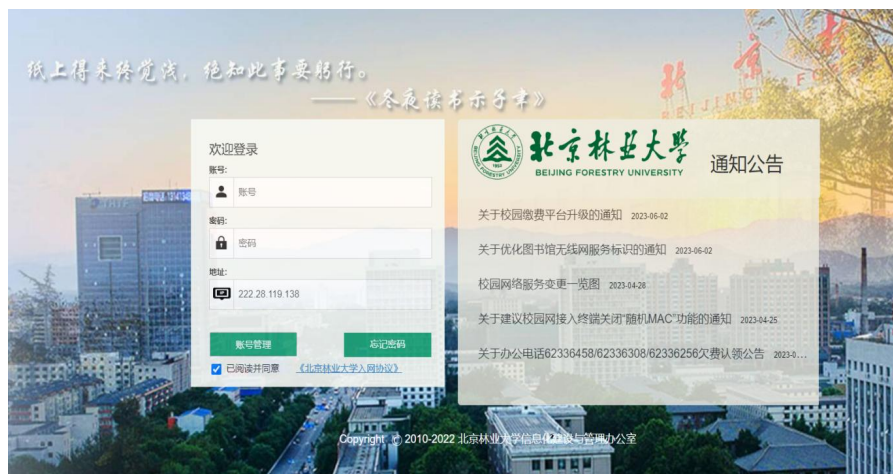 纸上得来终觉浅，绝知此事要躬行。
——《冬夜读书示子聿》
欢迎登录
账号:
账号
密码:
密码
地址:
222.28.119.138
账号管理
忘记密码
已阅读并同意 《北京林业大学入网协议》
北京林业大学
BEIJING FORESTRY UNIVERSITY
通知公告
关于校园缴费平台升级的通知 2023-06-02
关于优化图书馆无线网服务标识的通知 2023-06-02
校园网络服务变更一览图 2023-04-28
关于建议校园网接入终端关闭“随机MAC”功能的通知 2023-04-25
关于办公电话62336458/62336308/62336256欠费认领公告 2023-0...
Copyright © 2010-2022 北京林业大学信息化建设与管理办公室